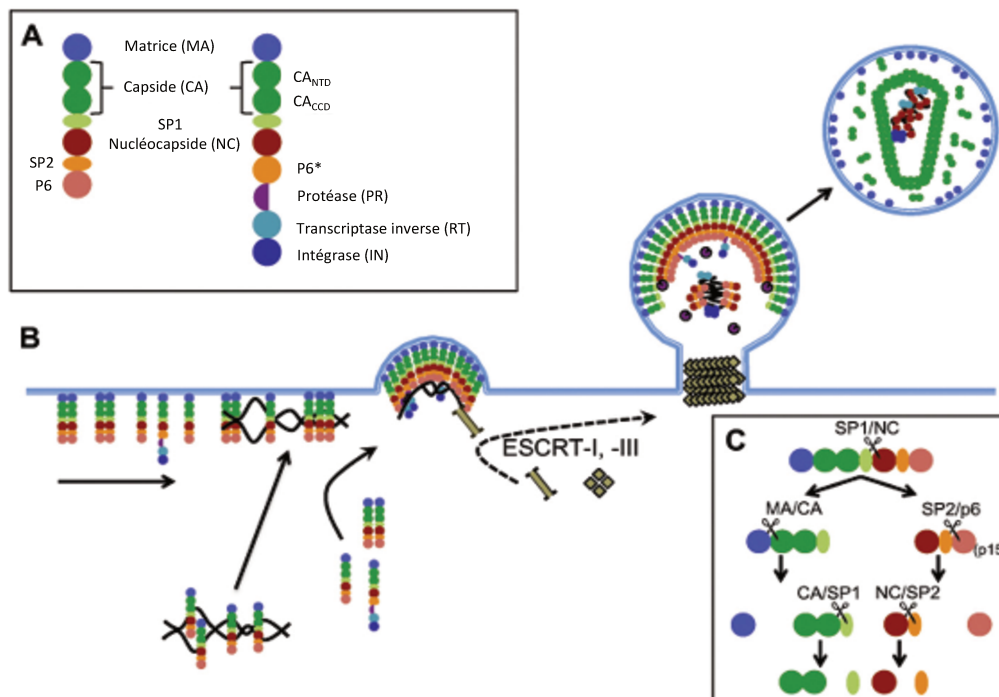 A
Matrice (MA)
Capside (CA)
CANTD
CACCD
SP1
Nucléocapside (NC)
SP2
P6
P6*
Protéase (PR)
Transcriptase inverse (RT)
Intégrase (IN)
B
ESCRT-I, -III
C
SP1/NC
MA/CA
SP2/p6
(p15
CA/SP1
NC/SP2